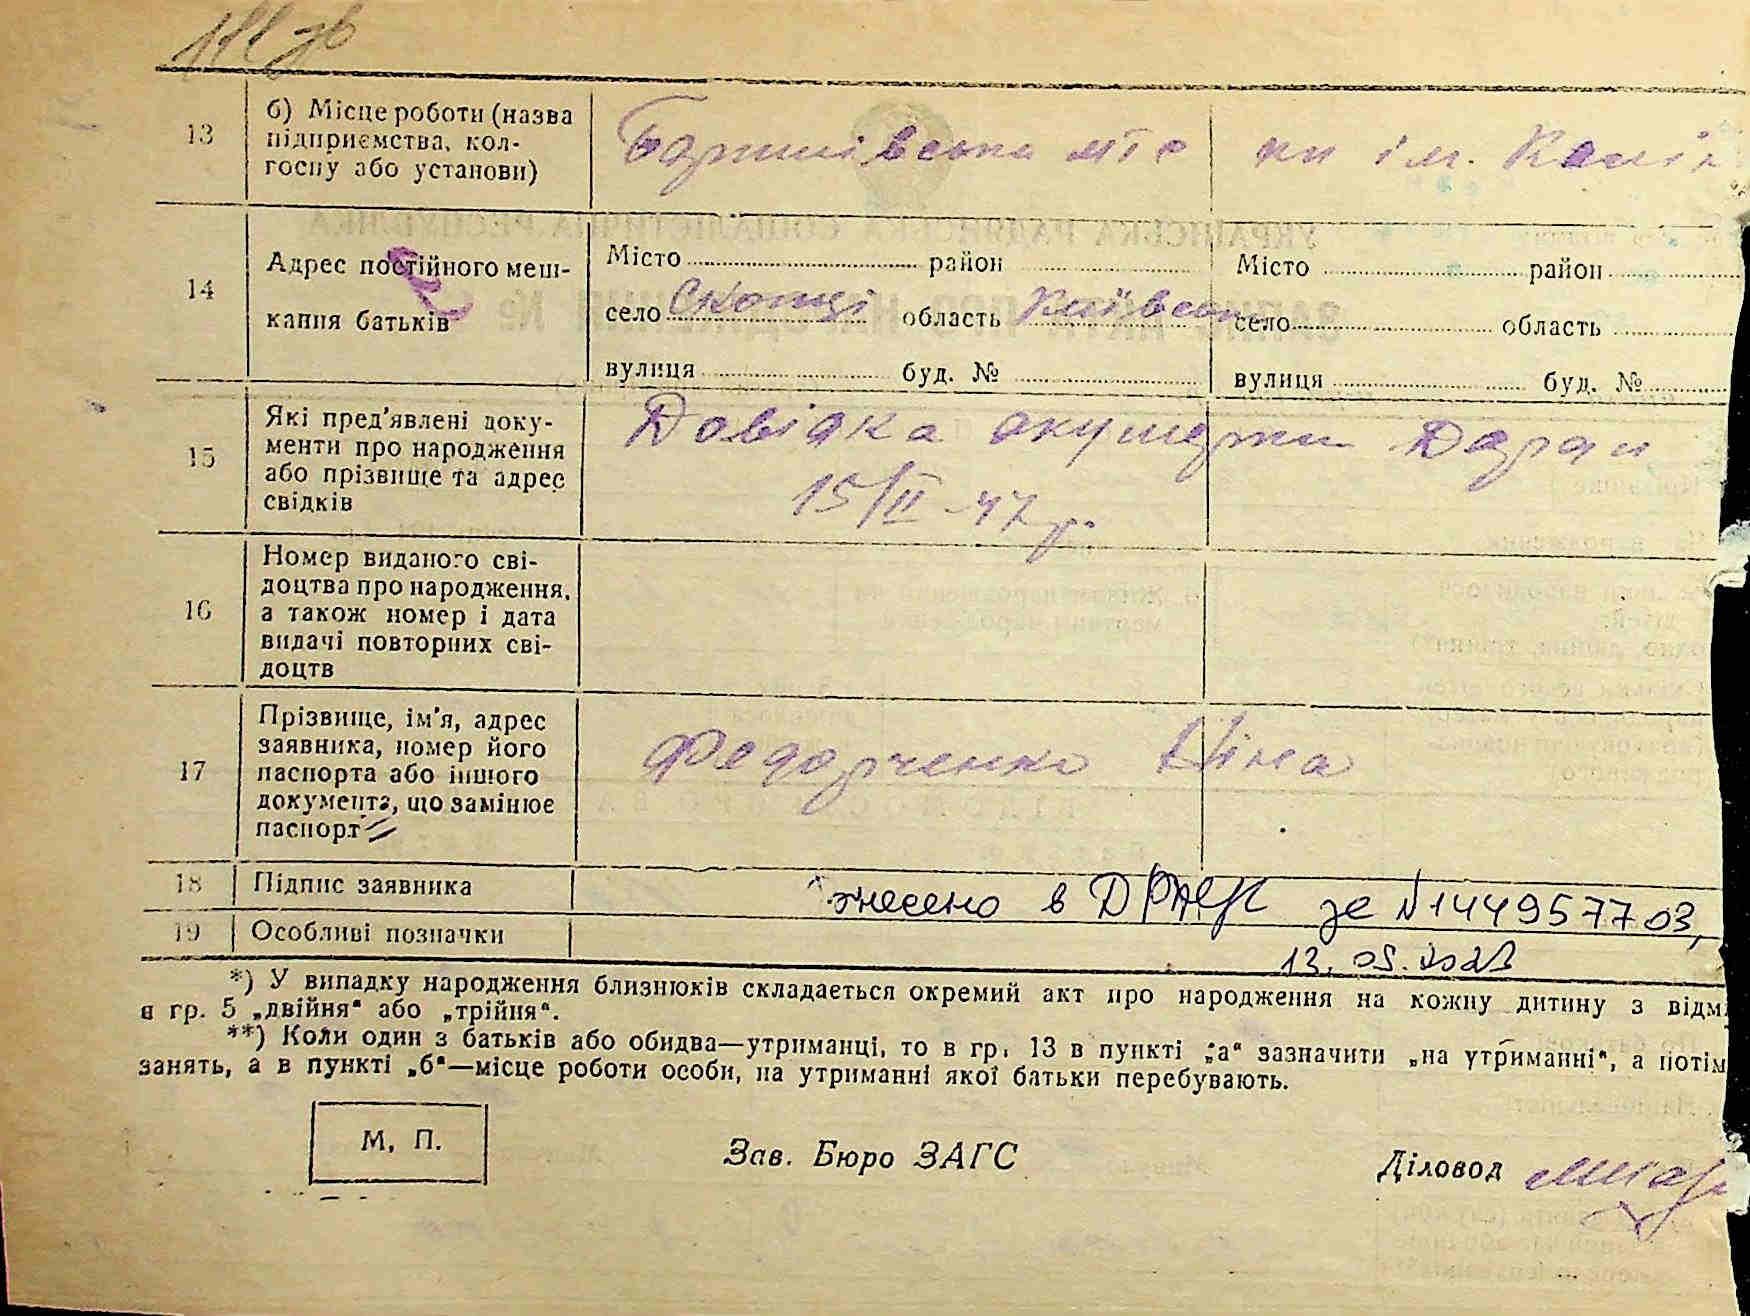 13
б) Місце роботи (назва
підприємства, кол-
госпу або установи)
Баришівська мтс
кп ім.
14
Адрес постійного меш-
кання батьків
Місто район
село Скопці область Київська
вулиця буд. №
Місто район
село область
вулиця буд. №
15
Які пред'явлені доку-
менти про народження
або прізвище та адрес
свідків
Довідка акушерки
15/II-47 р.
16
Номер виданого сві-
доцтва про народження,
а також номер і дата
видачі повторних сві-
доцтв
17
Прізвище, ім'я, адрес
заявника, номер його
паспорта або іншого
документа, що замінює
паспорт
Федорченко Ніна
18
Підпис заявника
внесено в ДРАЦС за №144957703,
19
Особливі позначки
13.05.2023
*) У випадку народження близнюків складається окремий акт про народження на кожну дитину з
в гр. 5 „двійня“ або „трійня“.
**) Коли один з батьків або обидва—утриманці, то в гр. 13 в пункті „а“ зазначити „на утриманні“, а потім
занять, а в пункті „б“—місце роботи особи, на утриманні якої батьки перебувають.
М. П.
Зав. Бюро ЗАГС
Діловод